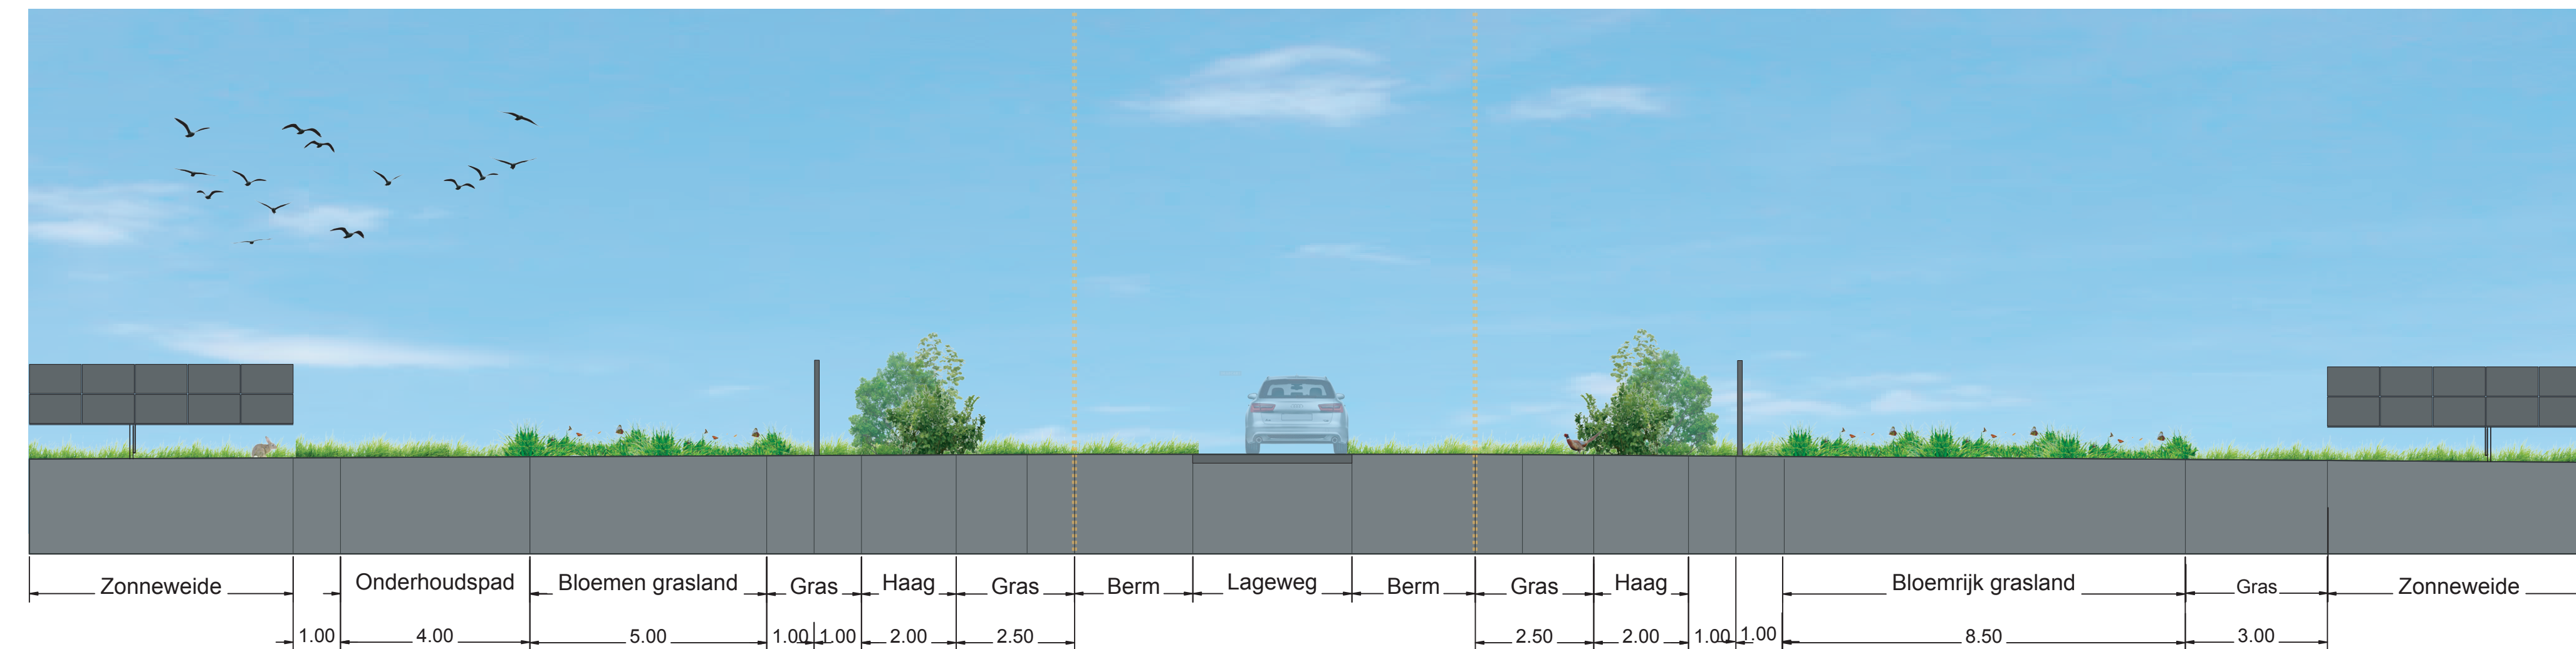 Zonneweide Onderhoudspad Bloemen grasland Gras Haag Gras Berm Lageweg Berm Gras Haag Bloemrijk grasland Gras Zonneweide
1.00 4.00 5.00 1.00 1.00 2.00 2.50 2.50 2.00 1.00 1.00 8.50 3.00